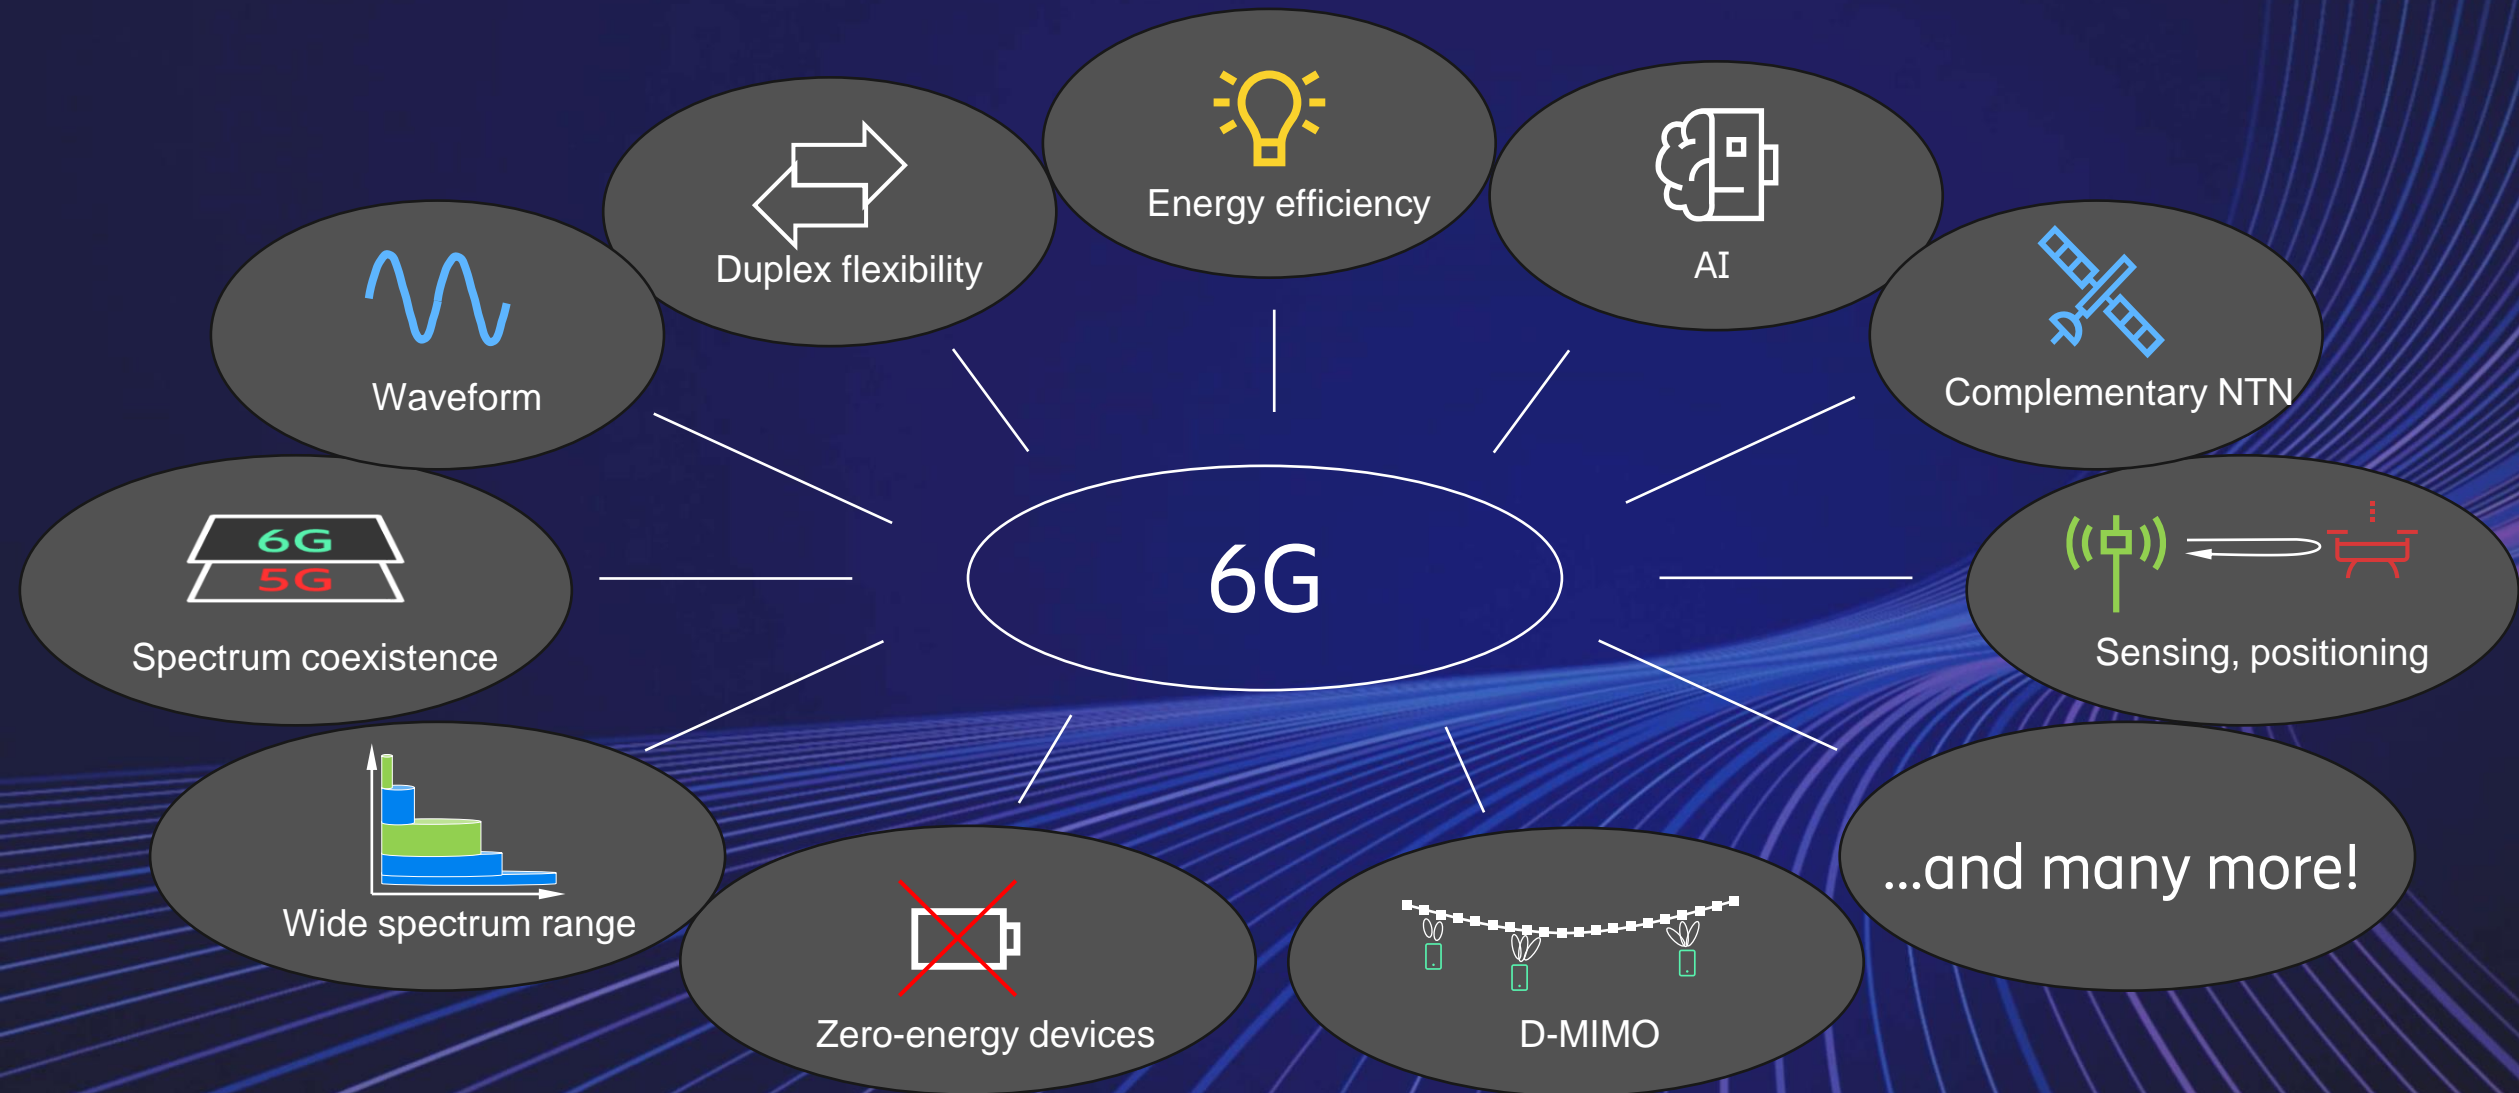 Energy efficiency
Duplex flexibility
AI
Waveform
Complementary NTN
6G
5G
Spectrum coexistence
6G
Sensing, positioning
Wide spectrum range
...and many more!
Zero-energy devices
D-MIMO